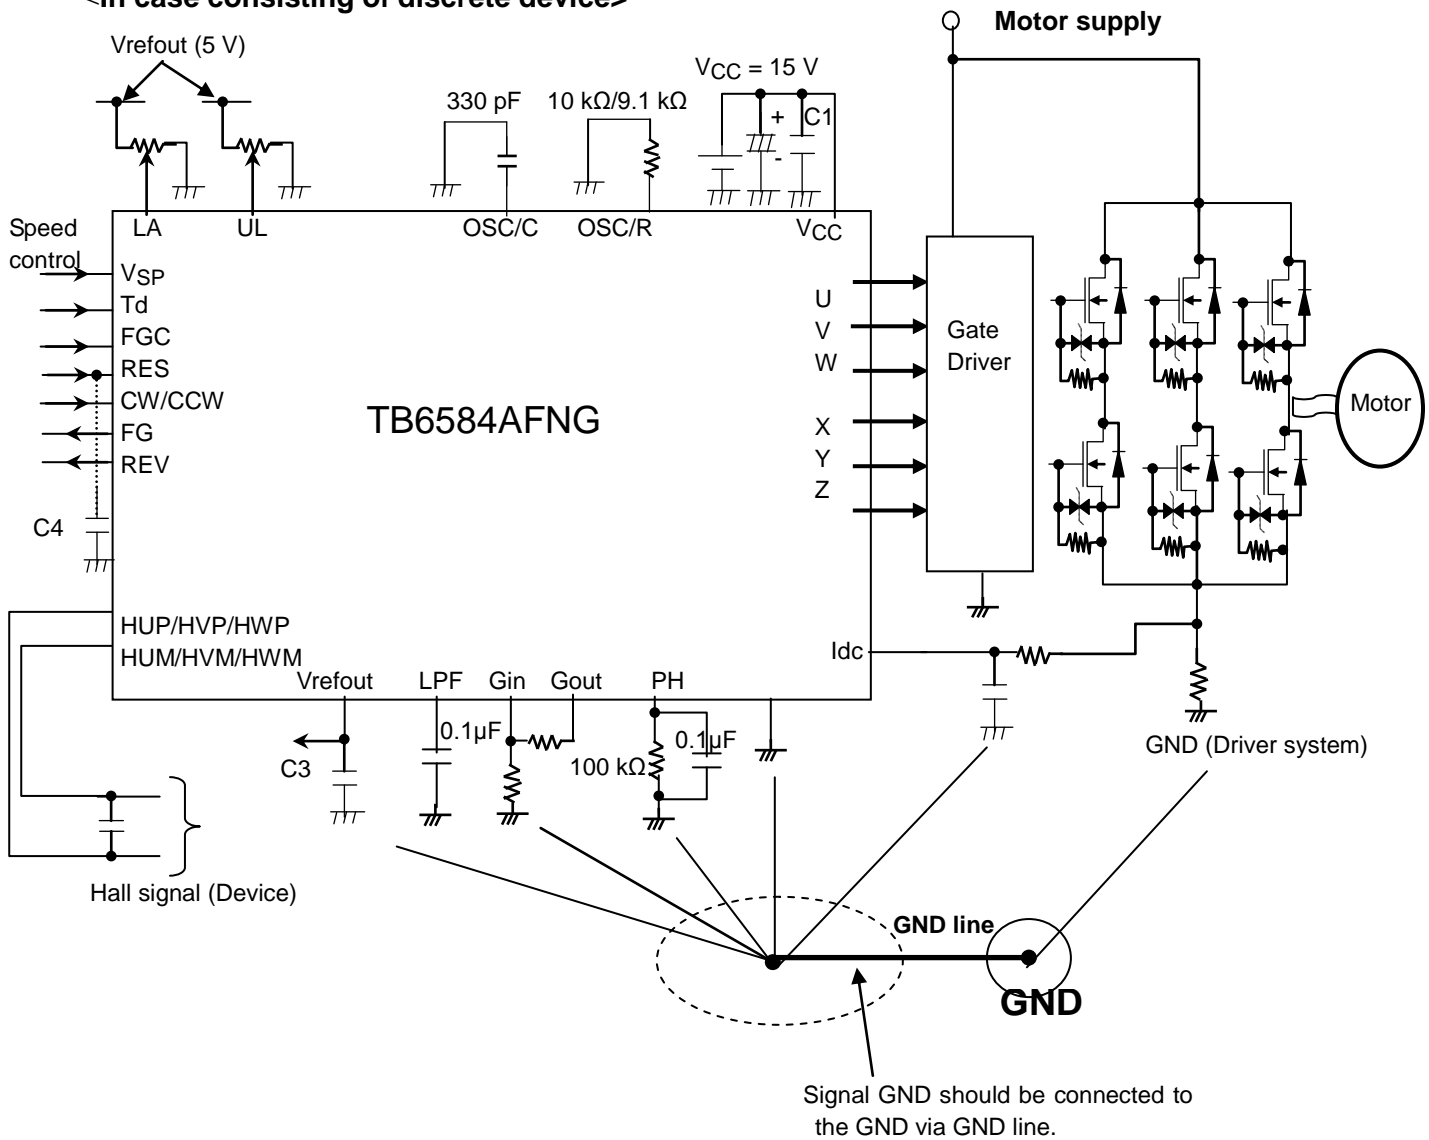 <In case consisting of discrete device>
Motor supply
Vrefout (5 V)
VCC = 15 V
330 pF
10 kΩ/9.1 kΩ
+
C1
-
Speed
control
LA
UL
OSC/C
OSC/R
VCC
VSP
Td
FGC
RES
CW/CCW
FG
REV
C4
TB6584AFNG
U
V
W
X
Y
Z
Gate
Driver
Motor
HUP/HVP/HWP
HUM/HVM/HWM
Idc
Vrefout
LPF
Gin
Gout
PH
0.1μF
0.1μF
100 kΩ
C3
GND (Driver system)
Hall signal (Device)
GND line
GND
Signal GND should be connected to
the GND via GND line.